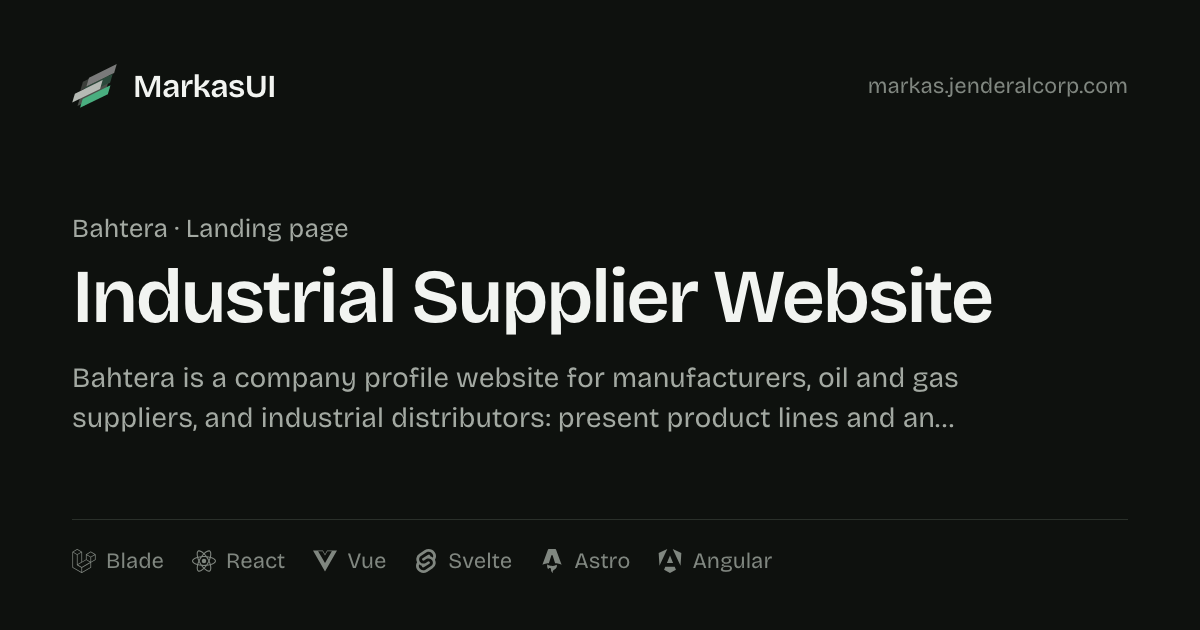 MarkasUI
markas.jenderalcorp.com
Bahtera · Landing page
Industrial Supplier Website
Bahtera is a company profile website for manufacturers, oil and gas
suppliers, and industrial distributors: present product lines and an...
Blade React Vue Svelte Astro Angular